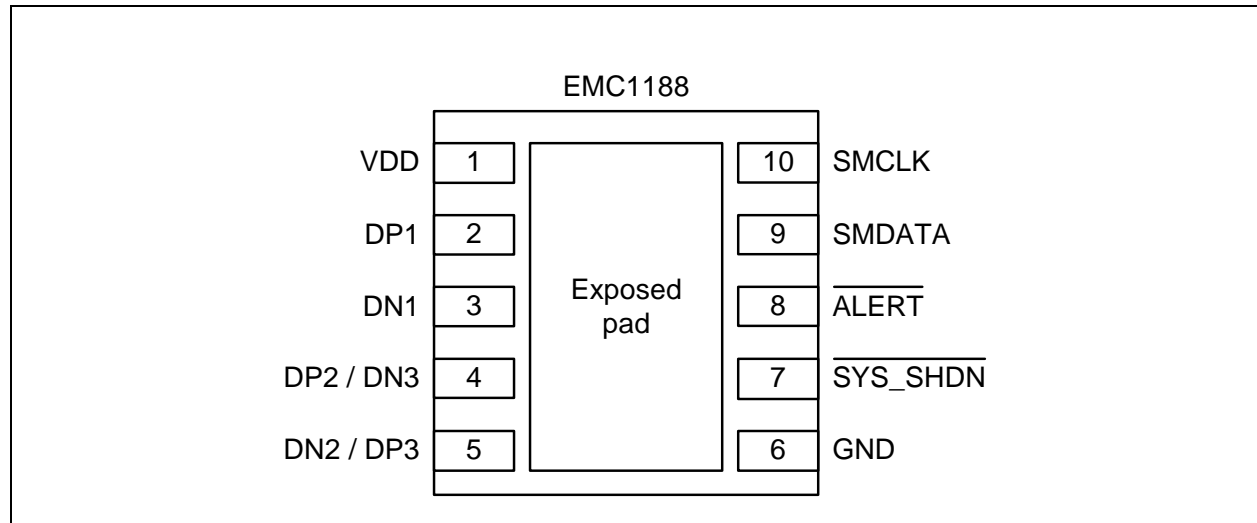 EMC1188
VDD 1
DP1 2
DN1 3
DP2 / DN3 4
DN2 / DP3 5
Exposed
pad
10 SMCLK
9 SMDATA
8 ALERT
7 SYS_SHDN
6 GND